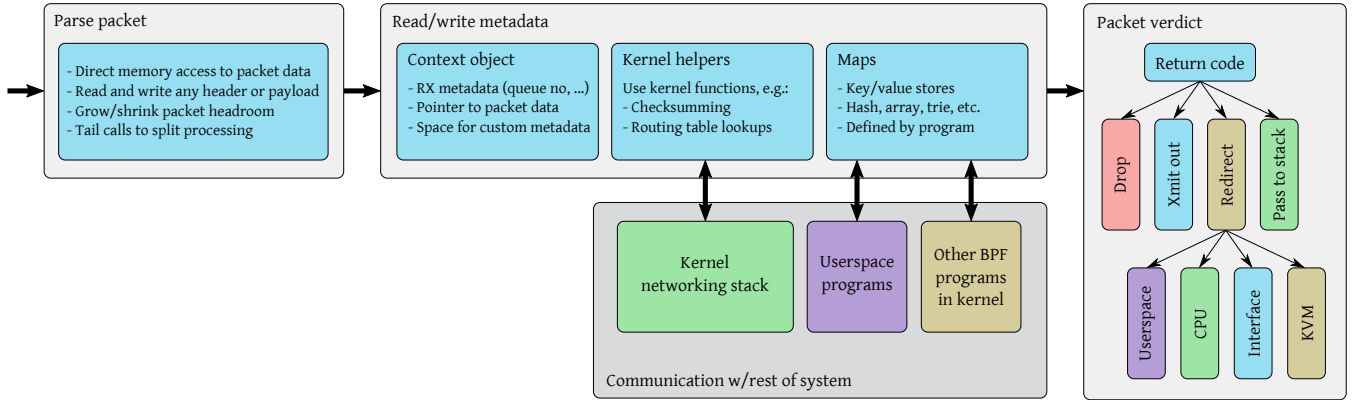 Parse packet
- Direct memory access to packet data
- Read and write any header or payload
- Grow/shrink packet headroom
- Tail calls to split processing
Read/write metadata
Context object
- RX metadata (queue no, ...)
- Pointer to packet data
- Space for custom metadata
Kernel helpers
Use kernel functions, e.g.:
- Checksumming
- Routing table lookups
Maps
- Key/value stores
- Hash, array, trie, etc.
- Defined by program
Kernel
networking stack
Userspace
programs
Other BPF
programs
in kernel
Communication w/rest of system
Packet verdict
Return code
Drop
Xmit out
Redirect
Pass to stack
Userspace
CPU
Interface
KVM